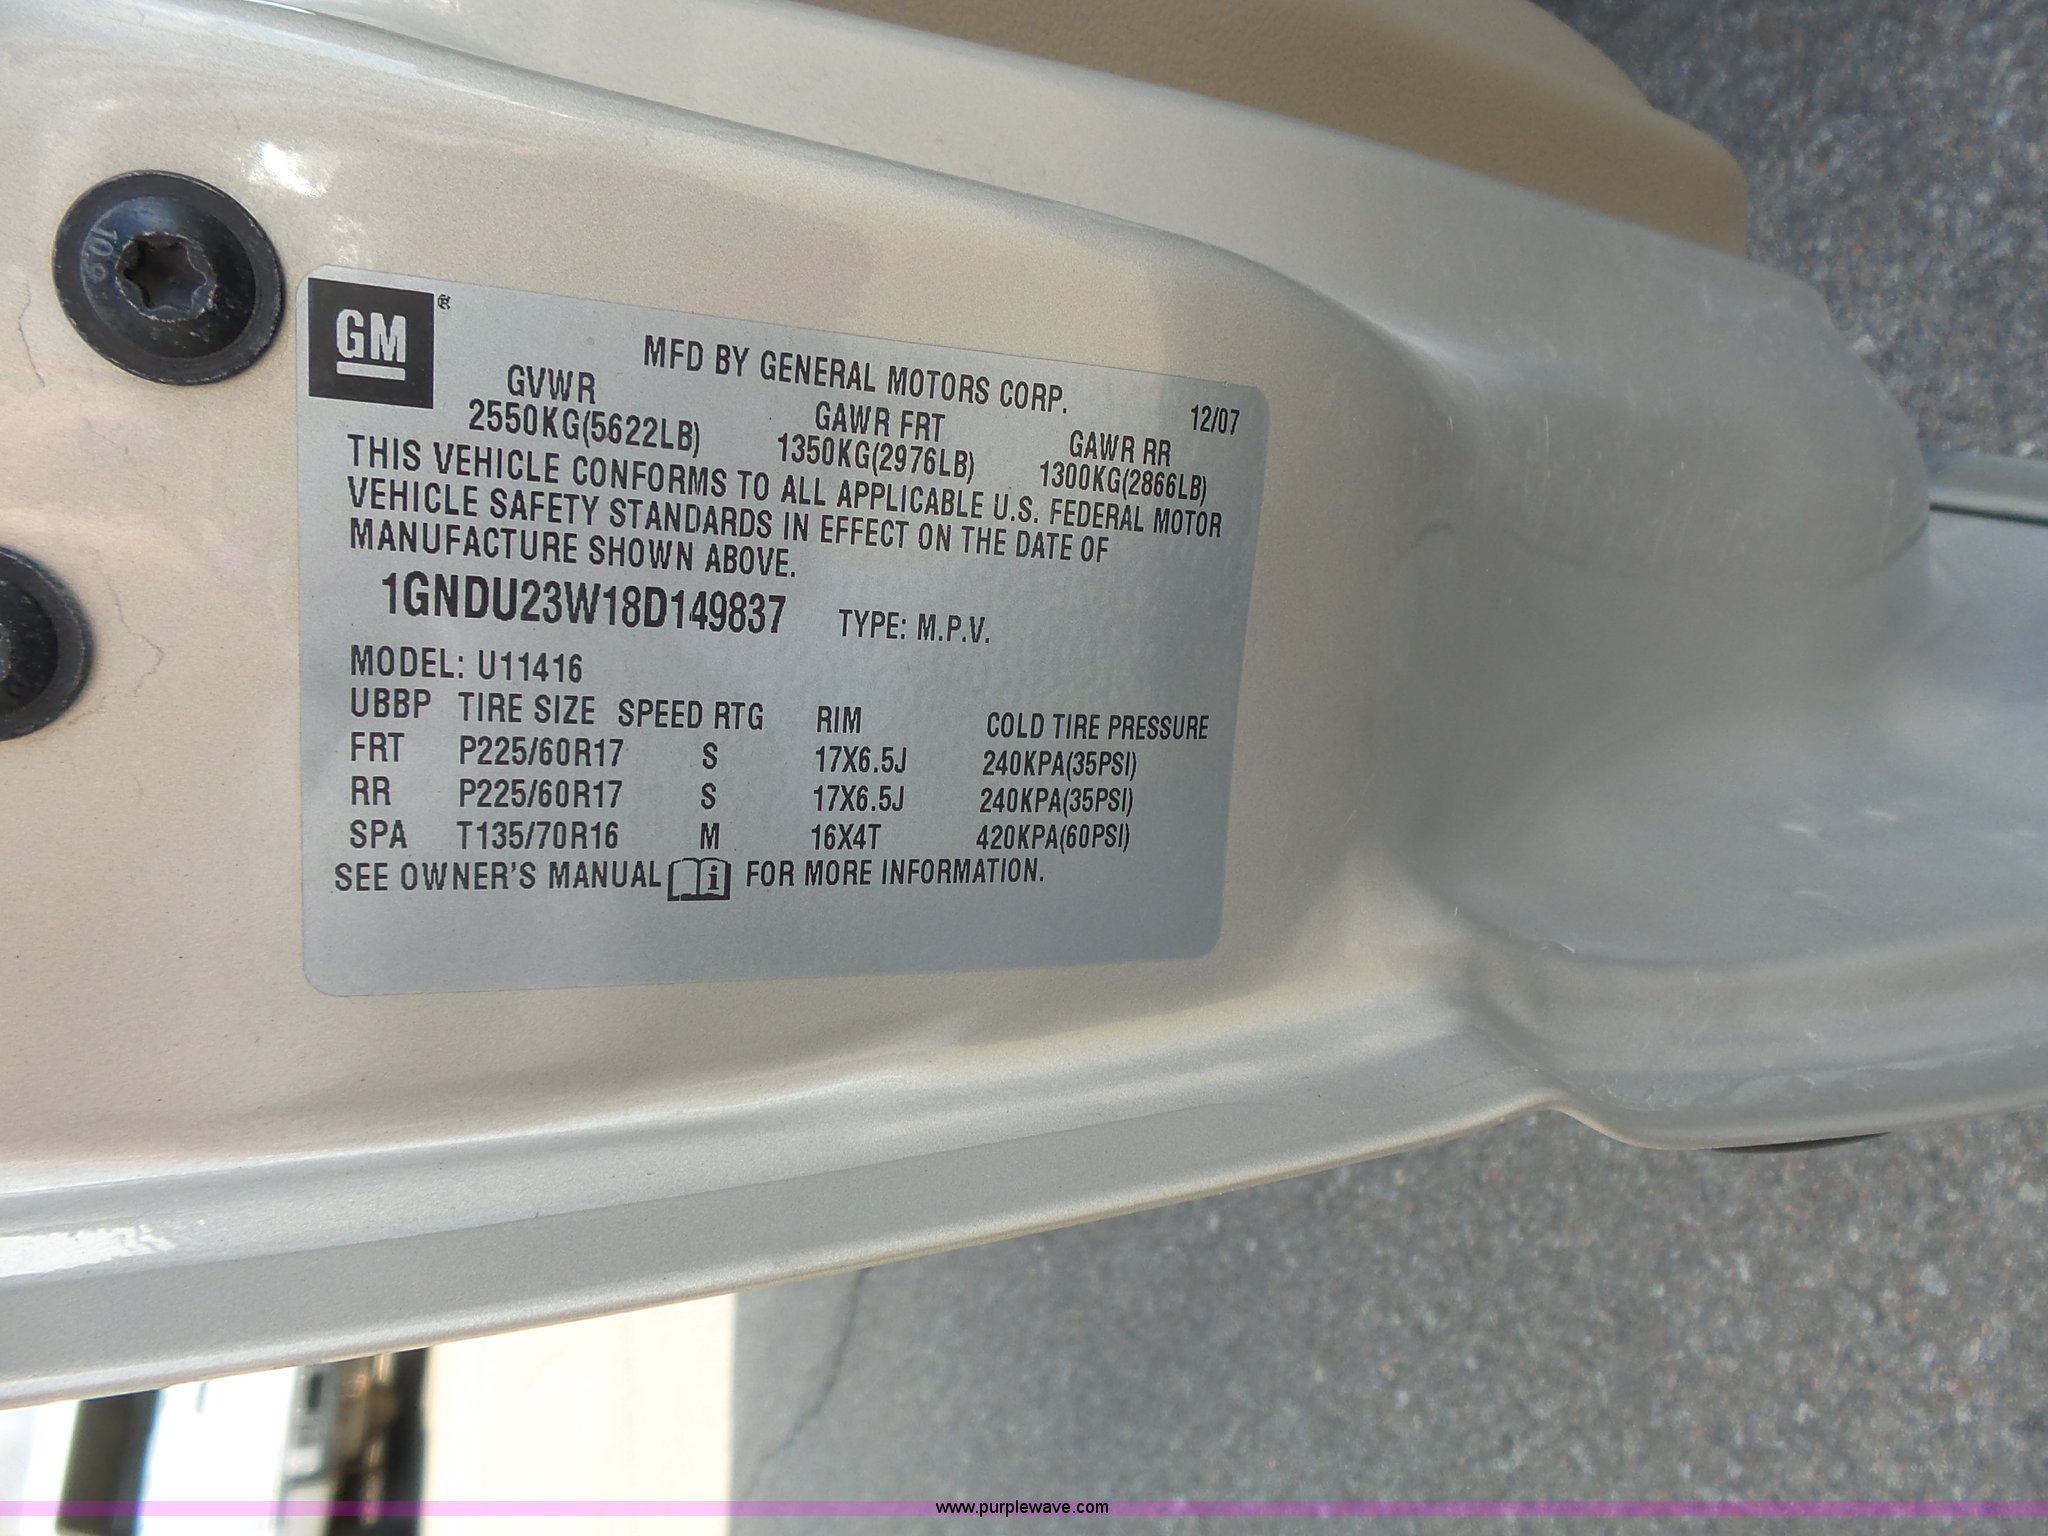 10.9
GM
MFD BY GENERAL MOTORS CORP.
12/07
GVWR GAWR FRT GAWR RR
2550KG(5622LB) 1350KG(2976LB) 1300KG(2866LB)
THIS VEHICLE CONFORMS TO ALL APPLICABLE U.S. FEDERAL MOTOR
VEHICLE SAFETY STANDARDS IN EFFECT ON THE DATE OF
MANUFACTURE SHOWN ABOVE.
1GNDU23W18D149837 TYPE: M.P.V.
MODEL: U11416
UBBP TIRE SIZE SPEED RTG RIM COLD TIRE PRESSURE
FRT P225/60R17 S 17X6.5J 240KPA(35PSI)
RR P225/60R17 S 17X6.5J 240KPA(35PSI)
SPA T135/70R16 M 16X4T 420KPA(60PSI)
SEE OWNER'S MANUAL i FOR MORE INFORMATION.
www.purplewave.com